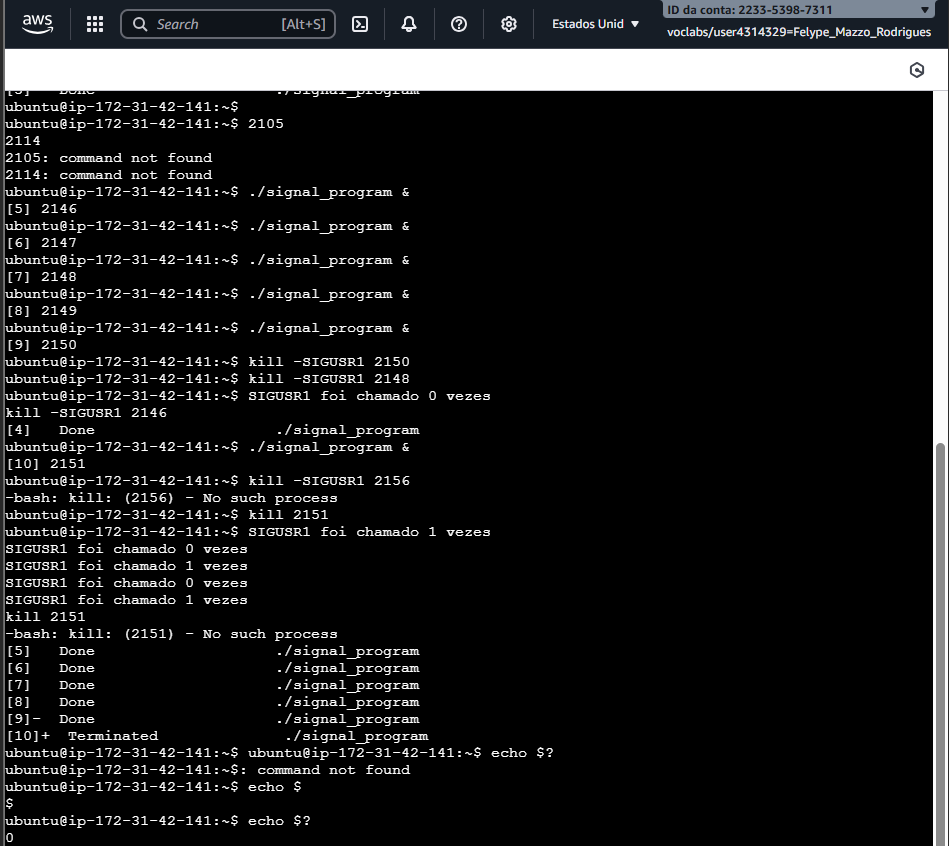 aws
Search [Alt+S]
Estados Unid
ID da conta: 2233-5398-7311
voclabs/user4314329=Felype_Mazzo_Rodrigues
[3]   Done                    ./signal_program
ubuntu@ip-172-31-42-141:~$
ubuntu@ip-172-31-42-141:~$ 2105
2114
2105: command not found
2114: command not found
ubuntu@ip-172-31-42-141:~$ ./signal_program &
[5] 2146
ubuntu@ip-172-31-42-141:~$ ./signal_program &
[6] 2147
ubuntu@ip-172-31-42-141:~$ ./signal_program &
[7] 2148
ubuntu@ip-172-31-42-141:~$ ./signal_program &
[8] 2149
ubuntu@ip-172-31-42-141:~$ ./signal_program &
[9] 2150
ubuntu@ip-172-31-42-141:~$ kill -SIGUSR1 2150
ubuntu@ip-172-31-42-141:~$ kill -SIGUSR1 2148
ubuntu@ip-172-31-42-141:~$ SIGUSR1 foi chamado 0 vezes
kill -SIGUSR1 2146
[4]   Done                    ./signal_program
ubuntu@ip-172-31-42-141:~$ ./signal_program &
[10] 2151
ubuntu@ip-172-31-42-141:~$ kill -SIGUSR1 2156
-bash: kill: (2156) - No such process
ubuntu@ip-172-31-42-141:~$ kill 2151
ubuntu@ip-172-31-42-141:~$ SIGUSR1 foi chamado 1 vezes
SIGUSR1 foi chamado 0 vezes
SIGUSR1 foi chamado 1 vezes
SIGUSR1 foi chamado 0 vezes
SIGUSR1 foi chamado 1 vezes
kill 2151
-bash: kill: (2151) - No such process
[5]   Done                    ./signal_program
[6]   Done                    ./signal_program
[7]   Done                    ./signal_program
[8]   Done                    ./signal_program
[9]-  Done                    ./signal_program
[10]+  Terminated              ./signal_program
ubuntu@ip-172-31-42-141:~$ ubuntu@ip-172-31-42-141:~$ echo $?
ubuntu@ip-172-31-42-141:~$: command not found
ubuntu@ip-172-31-42-141:~$ echo $
$
ubuntu@ip-172-31-42-141:~$ echo $?
0